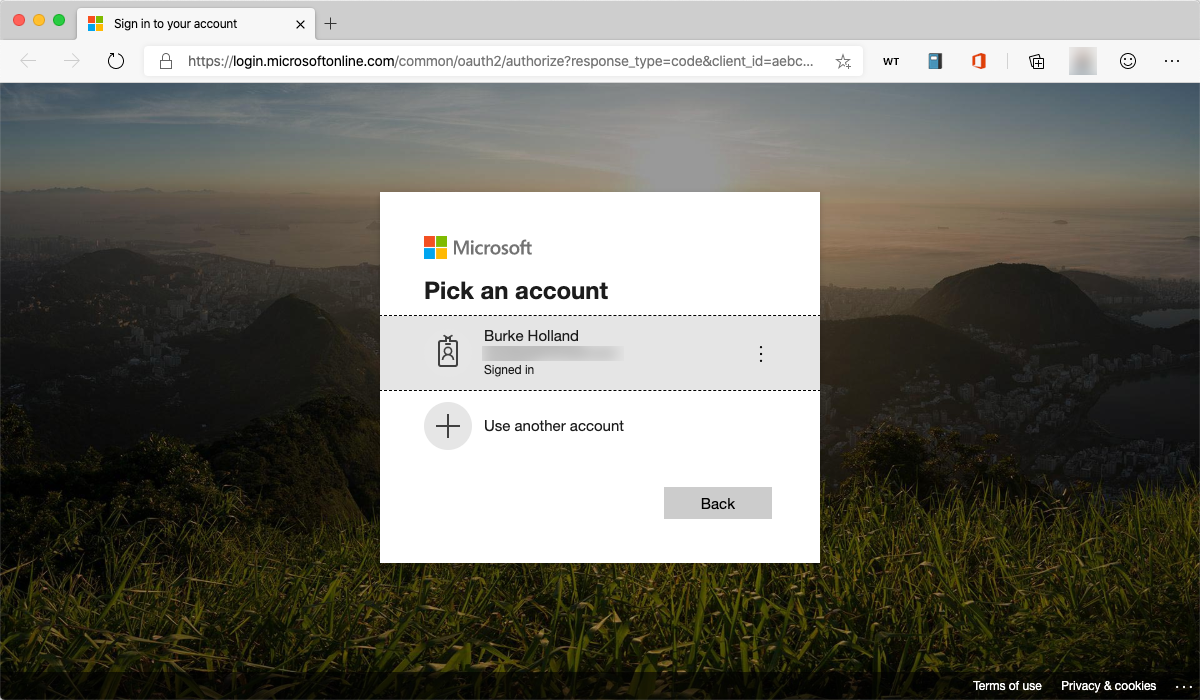 Sign in to your account
https://login.microsoftonline.com/common/oauth2/authorize?response_type=code&client_id=aebc...
WT
Microsoft
Pick an account
Burke Holland
Signed in
Use another account
Back
Terms of use Privacy & cookies ...